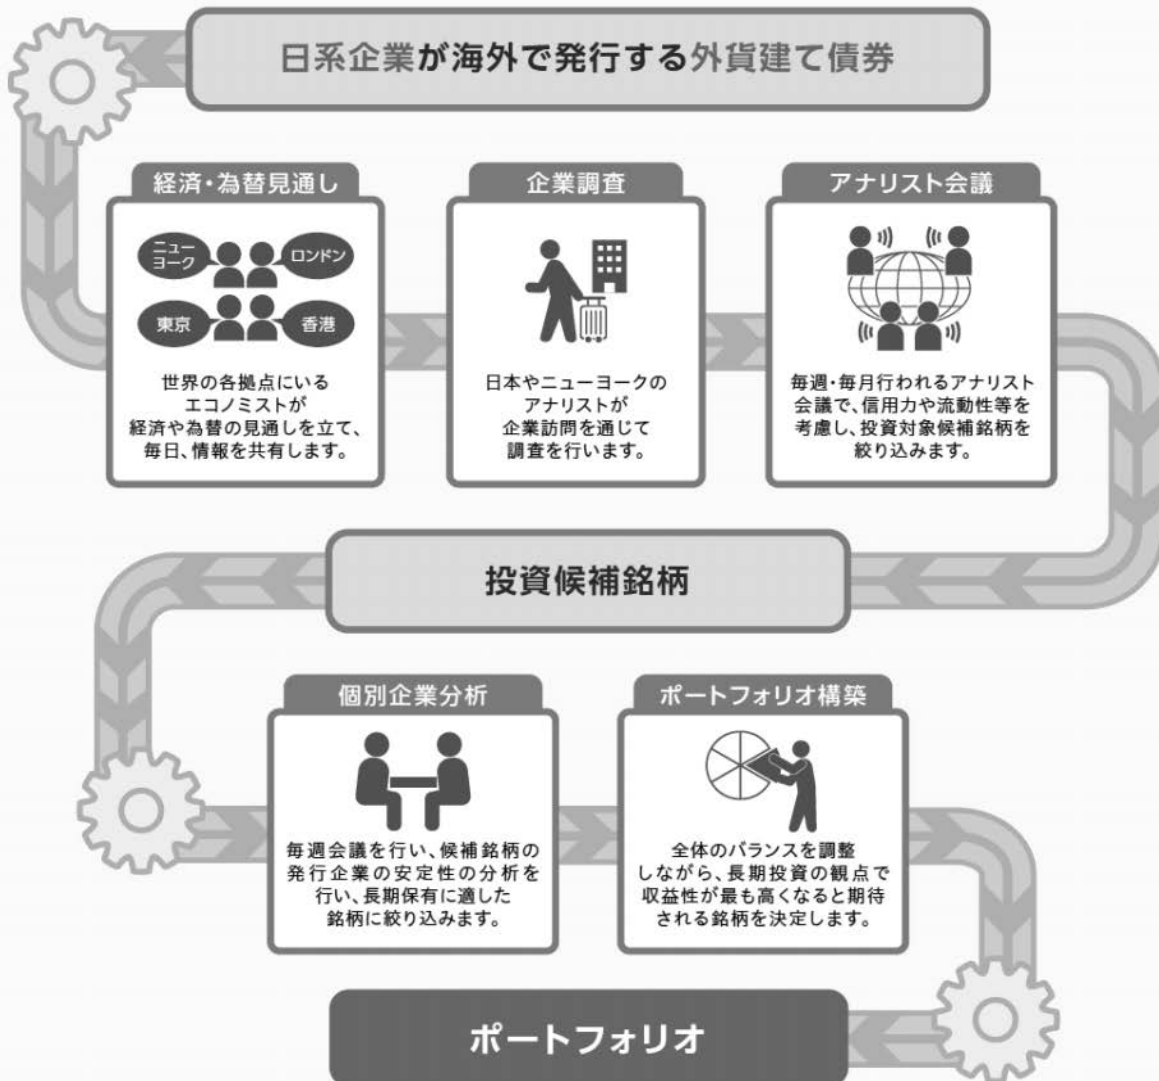 日系企業が海外で発行する外貨建て債券
経済・為替見通し
ニュー
ヨーク
ロンドン
東京
香港
世界の各拠点にいる
エコノミストが
経済や為替の見通しを立て、
毎日、情報を共有します。
企業調査
日本やニューヨークの
アナリストが
企業訪問を通じて
調査を行います。
アナリスト会議
毎週・毎月行われるアナリスト
会議で、信用力や流動性等を
考慮し、投資対象候補銘柄を
絞り込みます。
投資候補銘柄
個別企業分析
毎週会議を行い、候補銘柄の
発行企業の安定性の分析を
行い、長期保有に適した
銘柄に絞り込みます。
ポートフォリオ構築
全体のバランスを調整
しながら、長期投資の観点で
収益性が最も高くなると期待
される銘柄を決定します。
ポートフォリオ